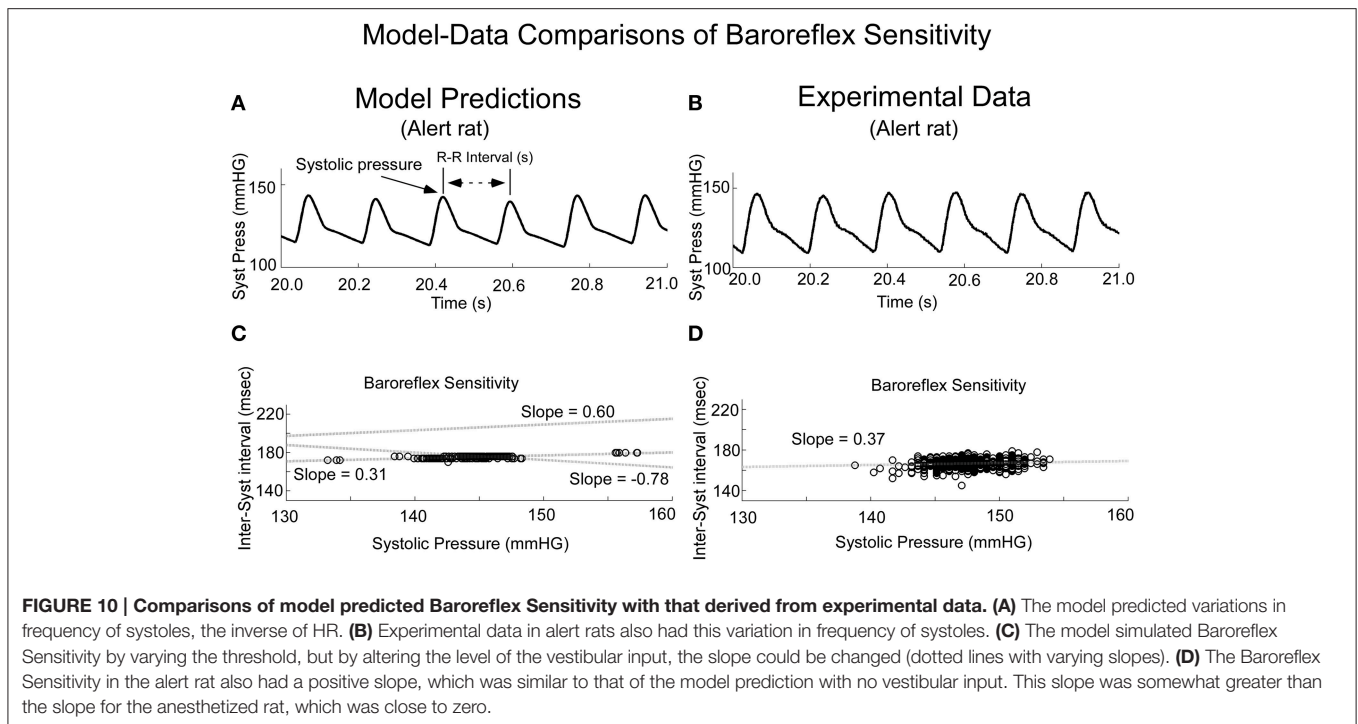 Model-Data Comparisons of Baroreflex Sensitivity
A
Model Predictions
(Alert rat)
Systolic pressure
R-R Interval (s)
Syst Press (mmHG)
150
100
20.0 20.2 20.4 20.6 20.8 21.0
Time (s)
B
Experimental Data
(Alert rat)
Syst Press (mmHG)
150
100
20.0 20.2 20.4 20.6 20.8 21.0
Time (s)
C
Baroreflex Sensitivity
Inter-Syst interval (msec)
220
180
140
Slope = 0.60
Slope = 0.31
Slope = -0.78
130 140 150 160
Systolic Pressure (mmHG)
D
Baroreflex Sensitivity
Inter-Syst interval (msec)
220
180
140
Slope = 0.37
130 140 150 160
Systolic Pressure (mmHG)
FIGURE 10 | Comparisons of model predicted Baroreflex Sensitivity with that derived from experimental data. (A) The model predicted variations in
frequency of systoles, the inverse of HR. (B) Experimental data in alert rats also had this variation in frequency of systoles. (C) The model simulated Baroreflex
Sensitivity by varying the threshold, but by altering the level of the vestibular input, the slope could be changed (dotted lines with varying slopes). (D) The Baroreflex
Sensitivity in the alert rat also had a positive slope, which was similar to that of the model prediction with no vestibular input. This slope was somewhat greater than
the slope for the anesthetized rat, which was close to zero.